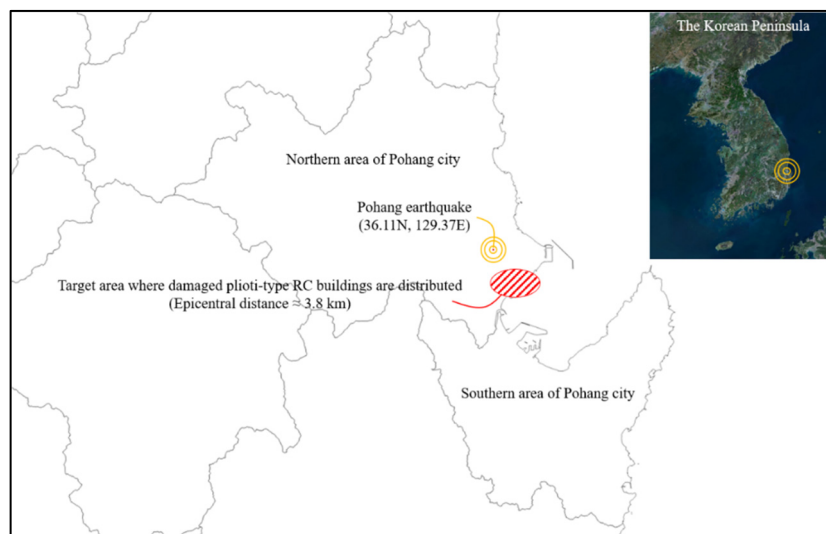 The Korean Peninsula
Northern area of Pohang city
Pohang earthquake
(36.11N, 129.37E)
Target area where damaged plioti-type RC buildings are distributed
(Epicentral distance ≈ 3.8 km)
Southern area of Pohang city